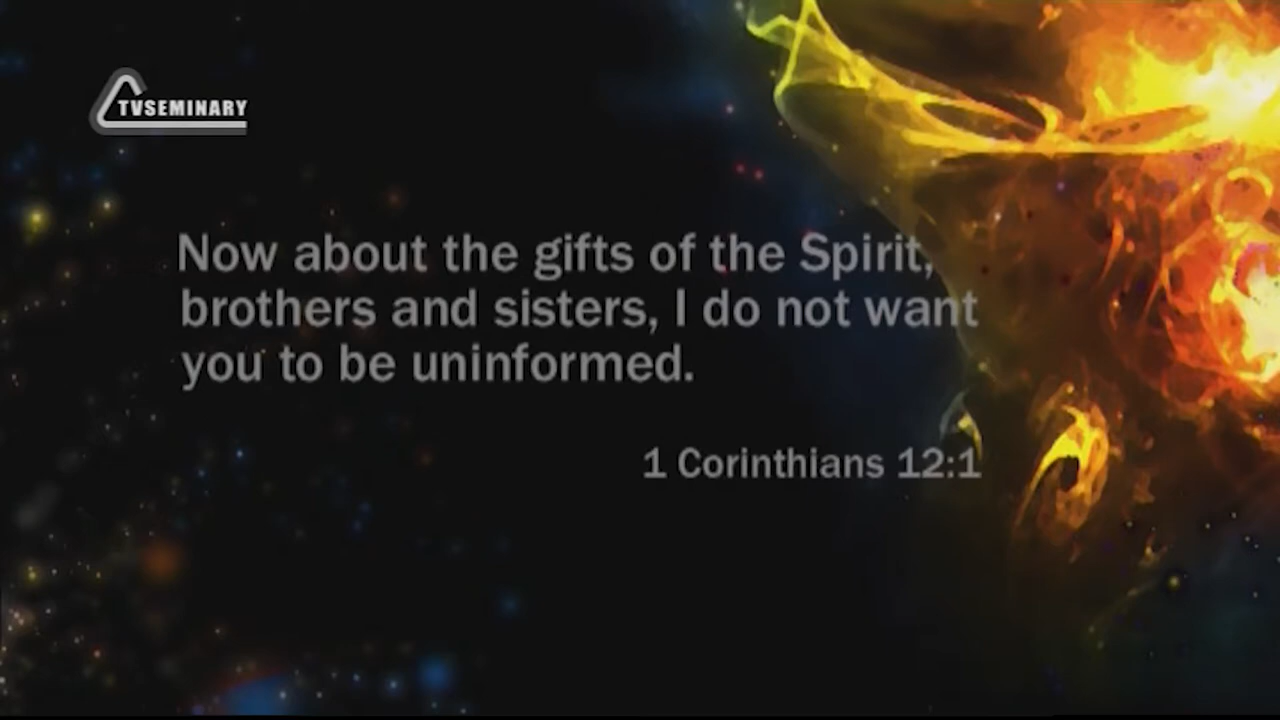 TVSEMINARY
Now about the gifts of the Spirit,
brothers and sisters, I do not want
you to be uninformed.
1 Corinthians 12:1